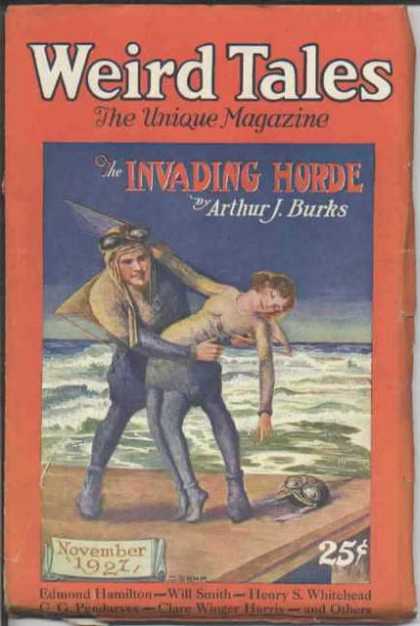 Weird Tales
The Unique Magazine
The INVADING HORDE
by Arthur J. Burks
November
1927
25¢
Edmond Hamilton—Will Smith—Henry S. Whitehead
G. G. Pendarves—Clare Winger Harris—and Others